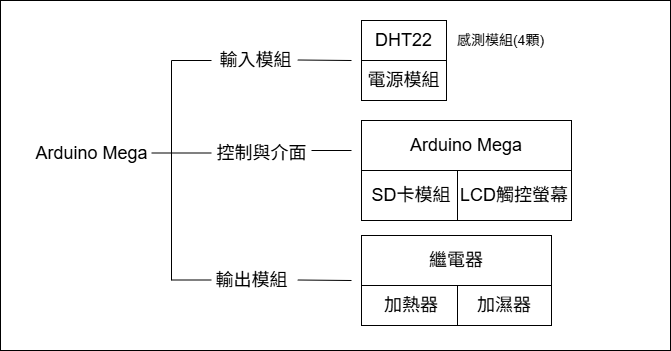 DHT22
感測模組(4顆)
輸入模組
電源模組
Arduino Mega
控制與介面
Arduino Mega
SD卡模組
LCD觸控螢幕
繼電器
輸出模組
加熱器
加濕器